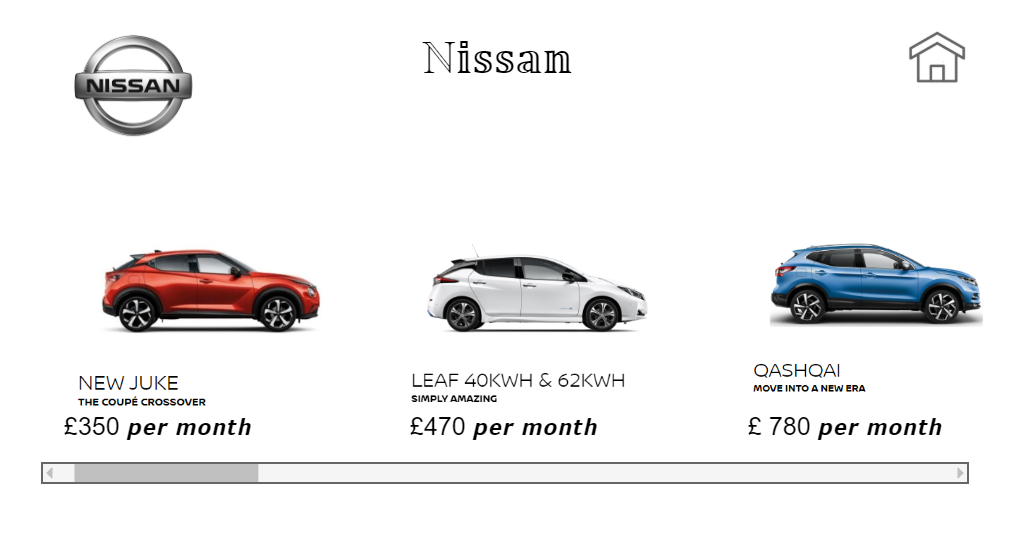 Nissan
NISSAN
NEW JUKE
THE COUPÉ CROSSOVER
£350 per month
LEAF 40KWH & 62KWH
SIMPLY AMAZING
£470 per month
QASHQAI
MOVE INTO A NEW ERA
£ 780 per month